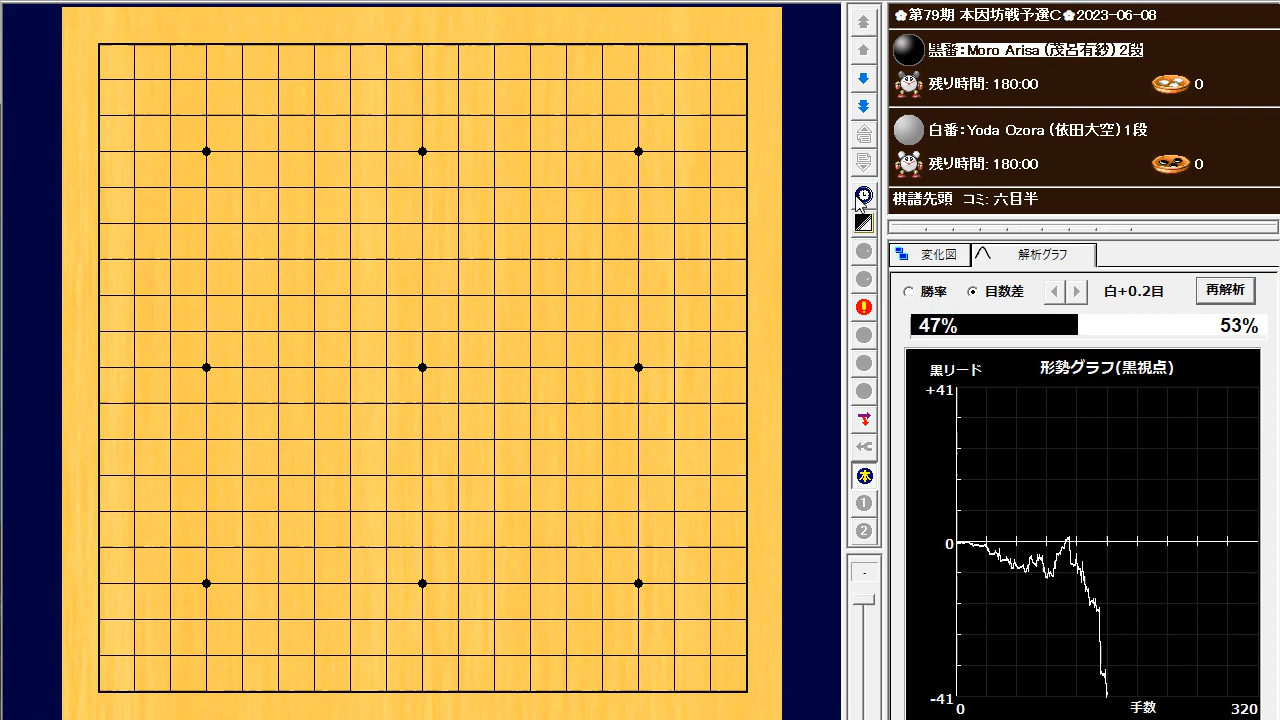 第79期 本因坊戦予選C 2023-06-08
黒番:Moro Arisa (茂呂有紗) 2段
残り時間: 180:00
0
白番:Yoda Ozora (依田大空) 1段
残り時間: 180:00
0
棋譜先頭 コミ: 六目半
変化図
解析グラフ
勝率
目数差
白+0.2目
再解析
47%
53%
黒リード
形勢グラフ(黒視点)
+41
0
-41
0
手数
320
本
1
2
-